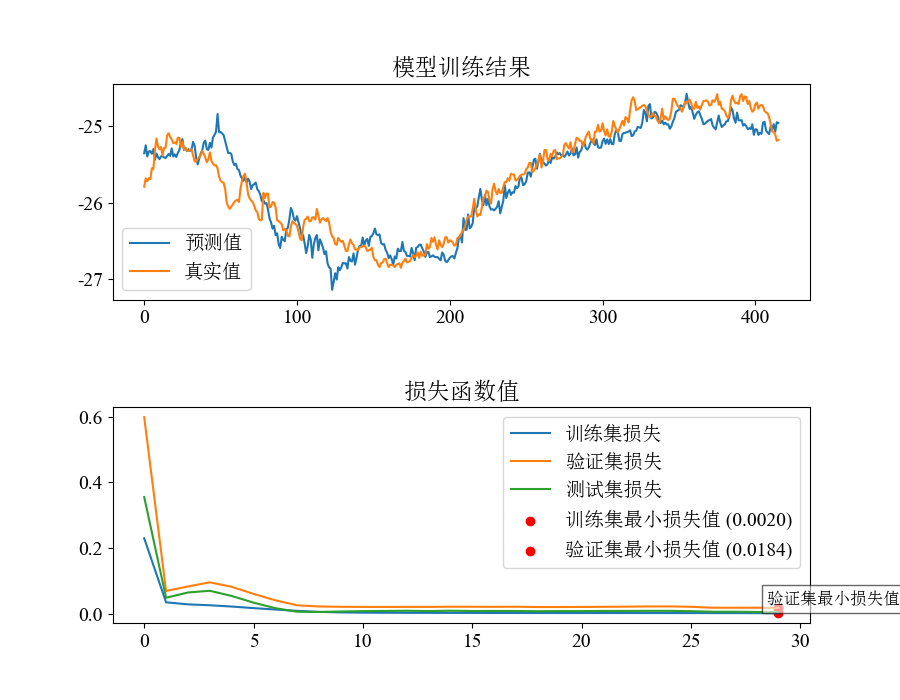 模型训练结果
-25
-26
-27
预测值
真实值
0 100 200 300 400
损失函数值
0.6
0.4
0.2
0.0
训练集损失
验证集损失
测试集损失
训练集最小损失值 (0.0020)
验证集最小损失值 (0.0184)
验证集最小损失值
0 5 10 15 20 25 30